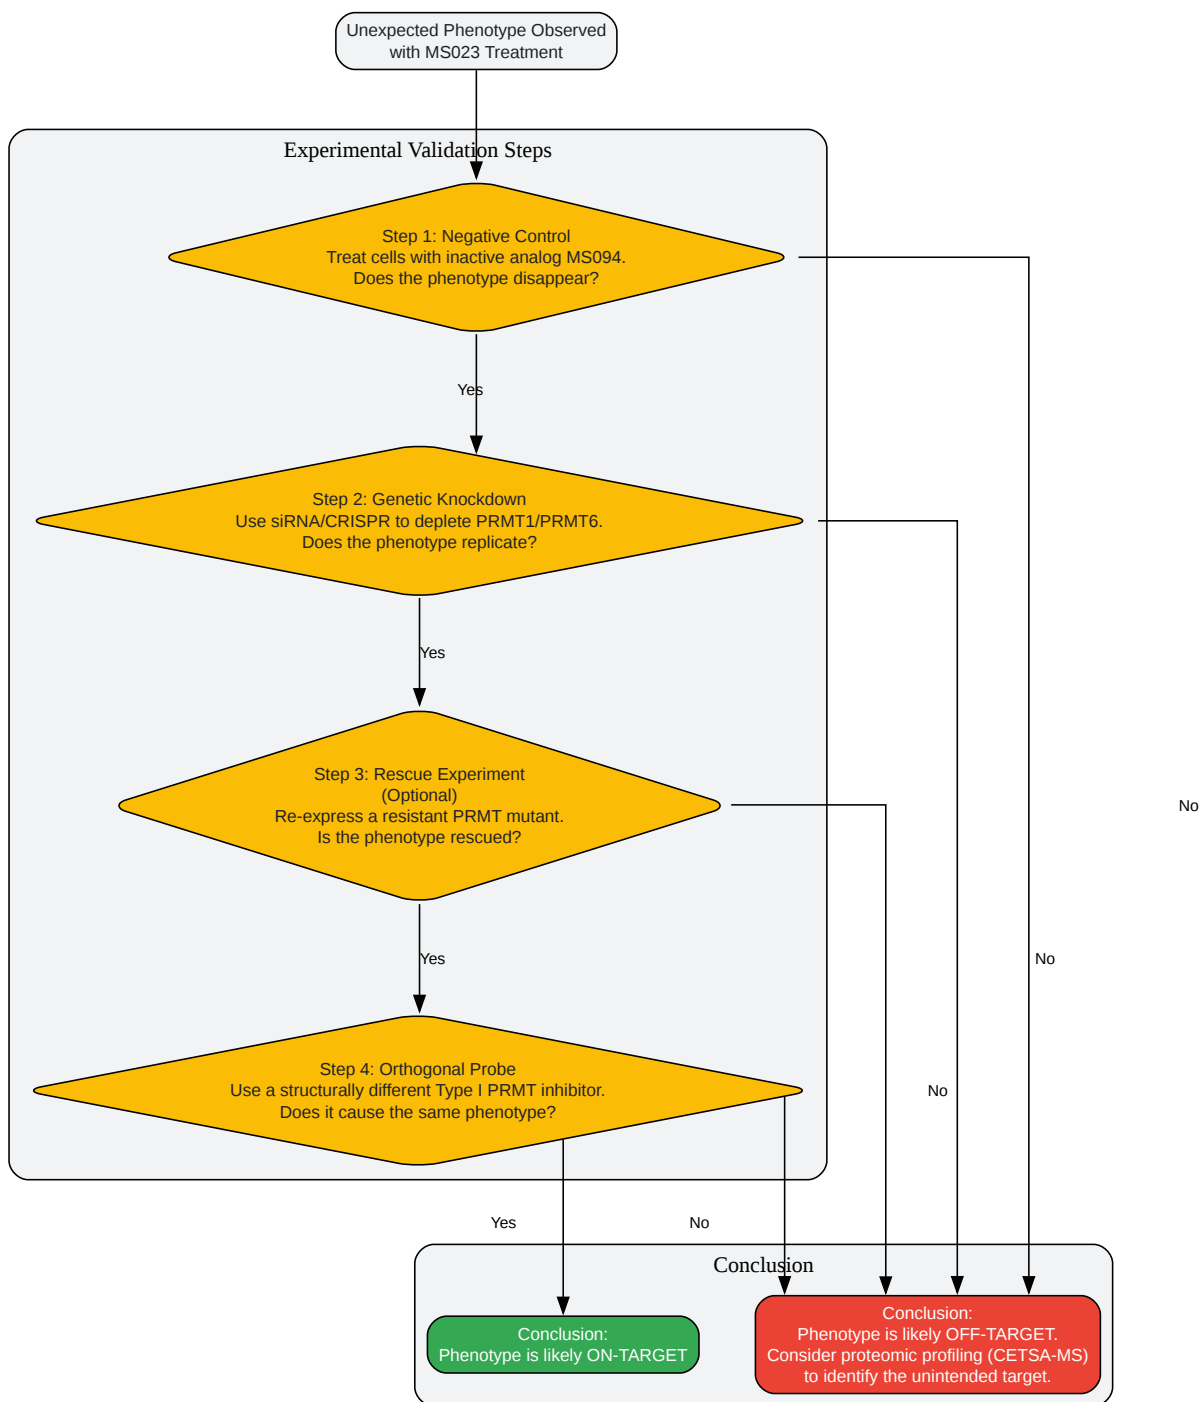 Unexpected Phenotype Observed
with MS023 Treatment
Experimental Validation Steps
Step 1: Negative Control
Treat cells with inactive analog MS094.
Does the phenotype disappear?
Yes
Step 2: Genetic Knockdown
Use siRNA/CRISPR to deplete PRMT1/PRMT6.
Does the phenotype replicate?
Yes
Step 3: Rescue Experiment
(Optional)
Re-express a resistant PRMT mutant.
Is the phenotype rescued?
No
Yes
No
Step 4: Orthogonal Probe
Use a structurally different Type I PRMT inhibitor.
Does it cause the same phenotype?
No
Yes
No
Conclusion
Conclusion:
Phenotype is likely ON-TARGET
Conclusion:
Phenotype is likely OFF-TARGET.
Consider proteomic profiling (CETSA-MS)
to identify the unintended target.